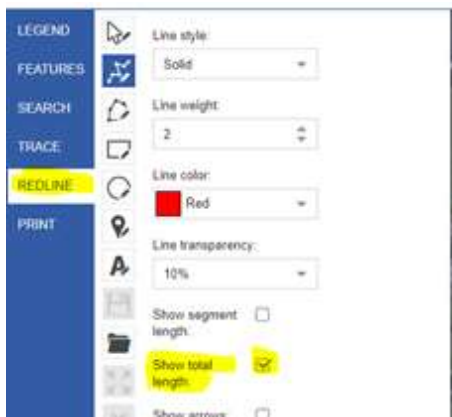 LEGEND
FEATURES
SEARCH
TRACE
REDLINE
PRINT
Line style:
Solid
Line weight:
2
Line color:
Red
Line transparency:
10%
Show segment
length:
Show total
length:
Show arrows